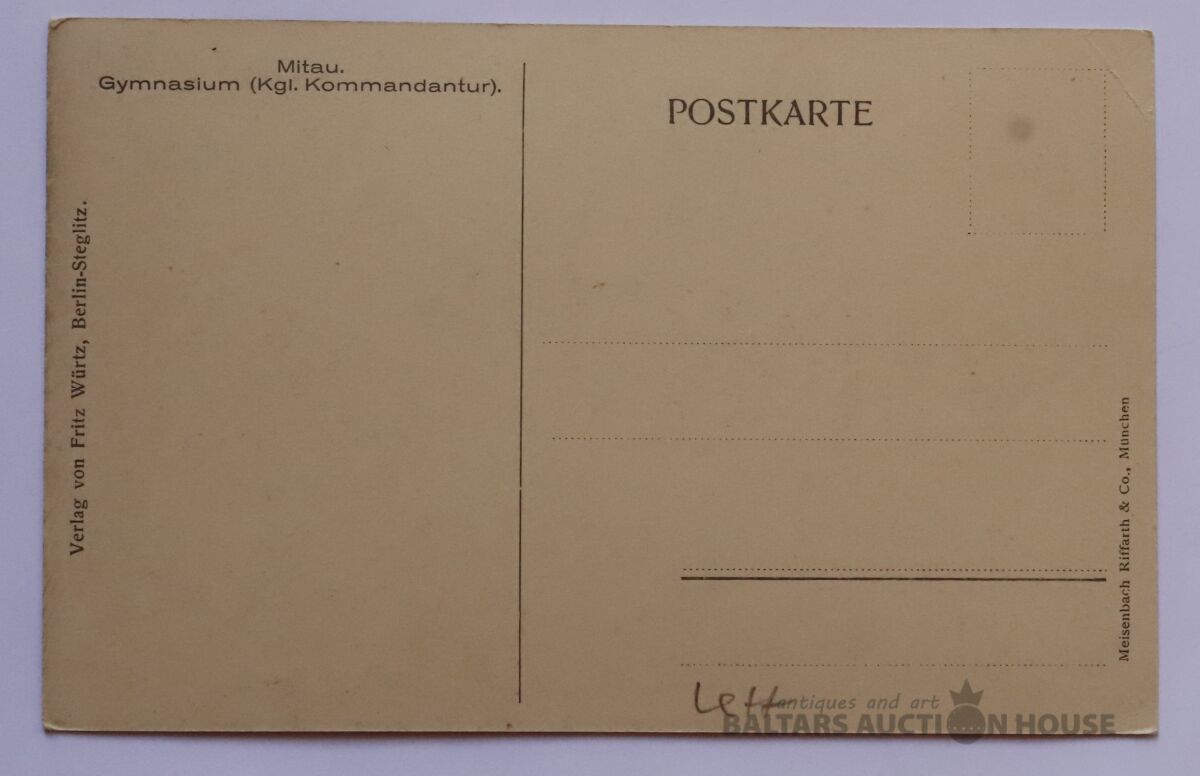 Mitau.
Gymnasium (Kgl. Kommandantur).
Verlag von Fritz Würtz, Berlin-Steglitz.
POSTKARTE
Meisenbach Riffarth & Co., München
Lett
antiques and art
BALTARS AUCTION HOUSE